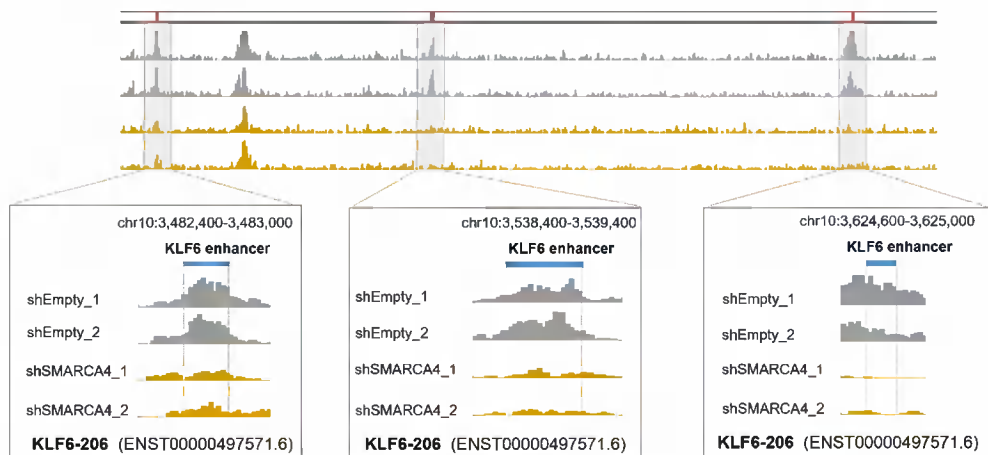 chr10:3,482,400-3,483,000
KLF6 enhancer
shEmpty_1
shEmpty_2
shSMARCA4_1
shSMARCA4_2
KLF6-206 (ENST00000497571.6)
chr10:3,538,400-3,539,400
KLF6 enhancer
shEmpty_1
shEmpty_2
shSMARCA4_1
shSMARCA4_2
KLF6-206 (ENST00000497571.6)
chr10:3,624,600-3,625,000
KLF6 enhancer
shEmpty_1
shEmpty_2
shSMARCA4_1
shSMARCA4_2
KLF6-206 (ENST00000497571.6)